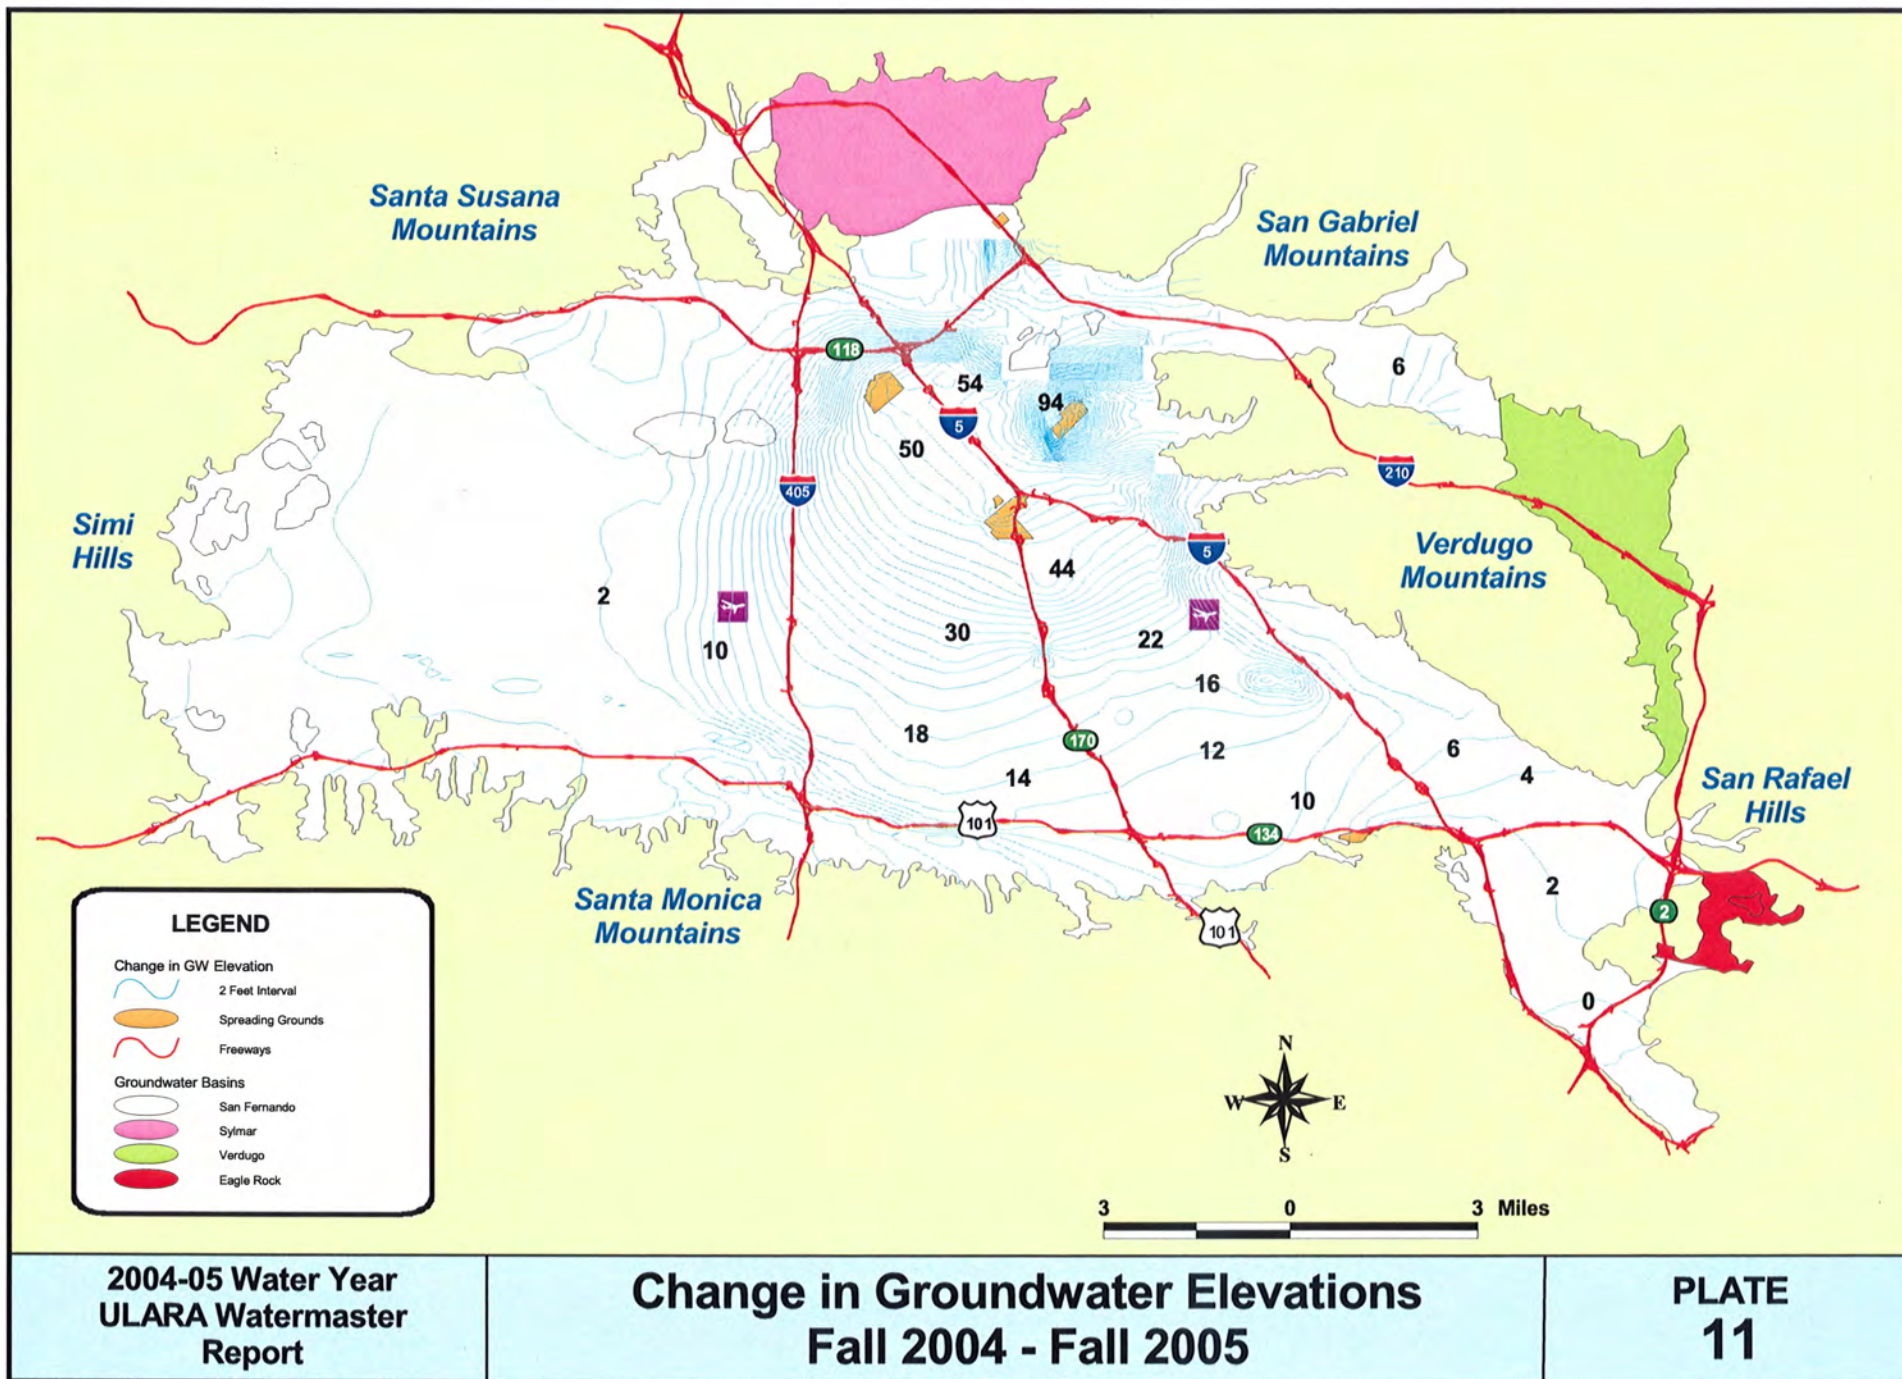 Santa Susana
Mountains
San Gabriel
Mountains
118
6
54
94
5
50
210
405
Simi
Hills
5
Verdugo
Mountains
44
2
30
22
10
16
18
170
12
6
14
4
San Rafael
Hills
10
101
134
2
Santa Monica
Mountains
2
101
0
LEGEND
Change in GW Elevation
2 Feet Interval
Spreading Grounds
Freeways
Groundwater Basins
San Fernando
Sylmar
Verdugo
Eagle Rock
N
W E
S
3 0 3 Miles
2004-05 Water Year
ULARA Watermaster
Report
Change in Groundwater Elevations
Fall 2004 - Fall 2005
PLATE
11